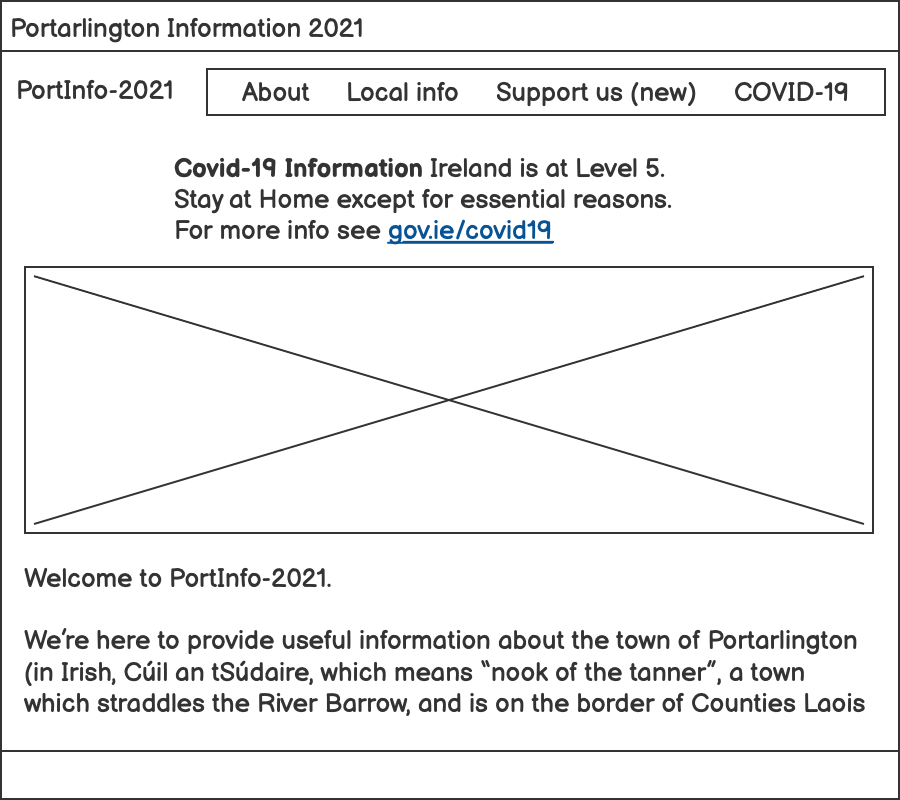 Portarlington Information 2021
PortInfo-2021
About Local info Support us (new) COVID-19
Covid-19 Information Ireland is at Level 5.
Stay at Home except for essential reasons.
For more info see gov.ie/covid19
Welcome to PortInfo-2021.
We're here to provide useful information about the town of Portarlington
(in Irish, Cúil an tSúdaire, which means “nook of the tanner”, a town
which straddles the River Barrow, and is on the border of Counties Laois